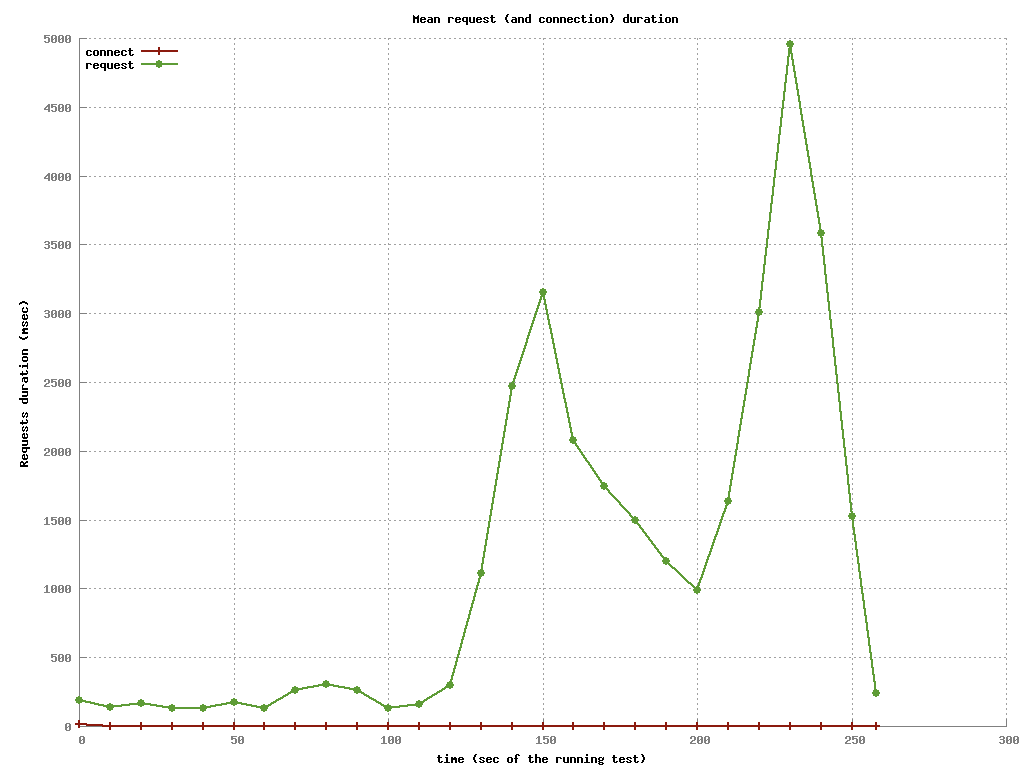 Mean request (and connection) duration
connect
request
5000
4500
4000
3500
3000
2500
2000
1500
1000
500
0
Requests duration (msec)
0 50 100 150 200 250 300
time (sec of the running test)